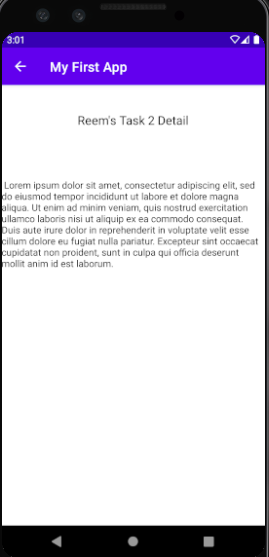 3:01
My First App
Reem's Task 2 Detail
Lorem ipsum dolor sit amet, consectetur adipiscing elit, sed
do eiusmod tempor incididunt ut labore et dolore magna
aliqua. Ut enim ad minim veniam, quis nostrud exercitation
ullamco laboris nisi ut aliquip ex ea commodo consequat.
Duis aute irure dolor in reprehenderit in voluptate velit esse
cillum dolore eu fugiat nulla pariatur. Excepteur sint occaecat
cupidatat non proident, sunt in culpa qui officia deserunt
mollit anim id est laborum.